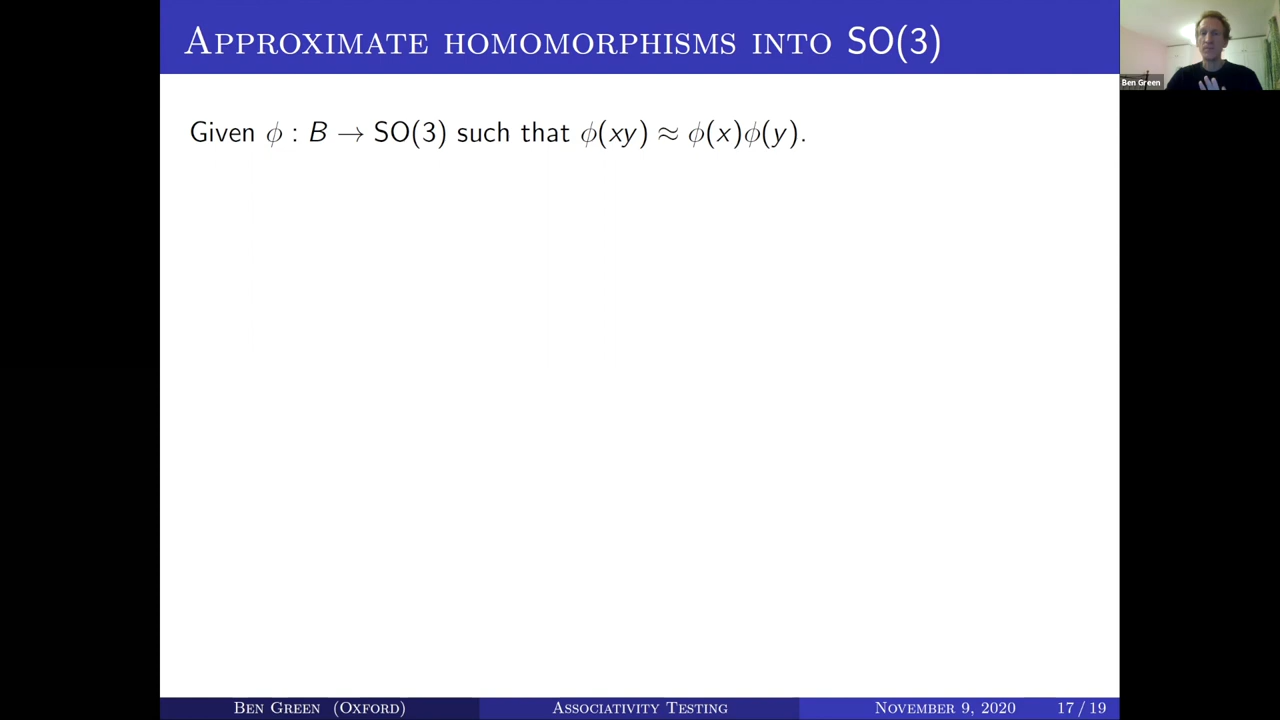 Approximate homomorphisms into SO(3)
Ben Green
Given ϕ : B → SO(3) such that ϕ(xy) ≈ ϕ(x)ϕ(y).
Ben Green (Oxford) Associativity Testing November 9, 2020 17 / 19